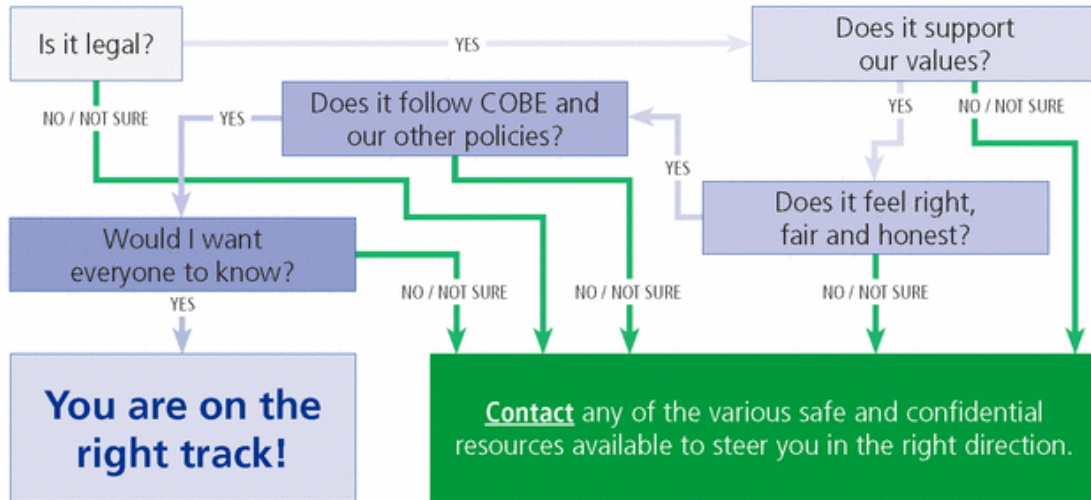 Is it legal?
YES
Does it support
our values?
NO / NOT SURE
YES
Does it follow COBE and
our other policies?
YES
NO / NOT SURE
YES
Does it feel right,
fair and honest?
Would I want
everyone to know?
NO / NOT SURE
NO / NOT SURE
NO / NOT SURE
YES
You are on the
right track!
Contact any of the various safe and confidential
resources available to steer you in the right direction.